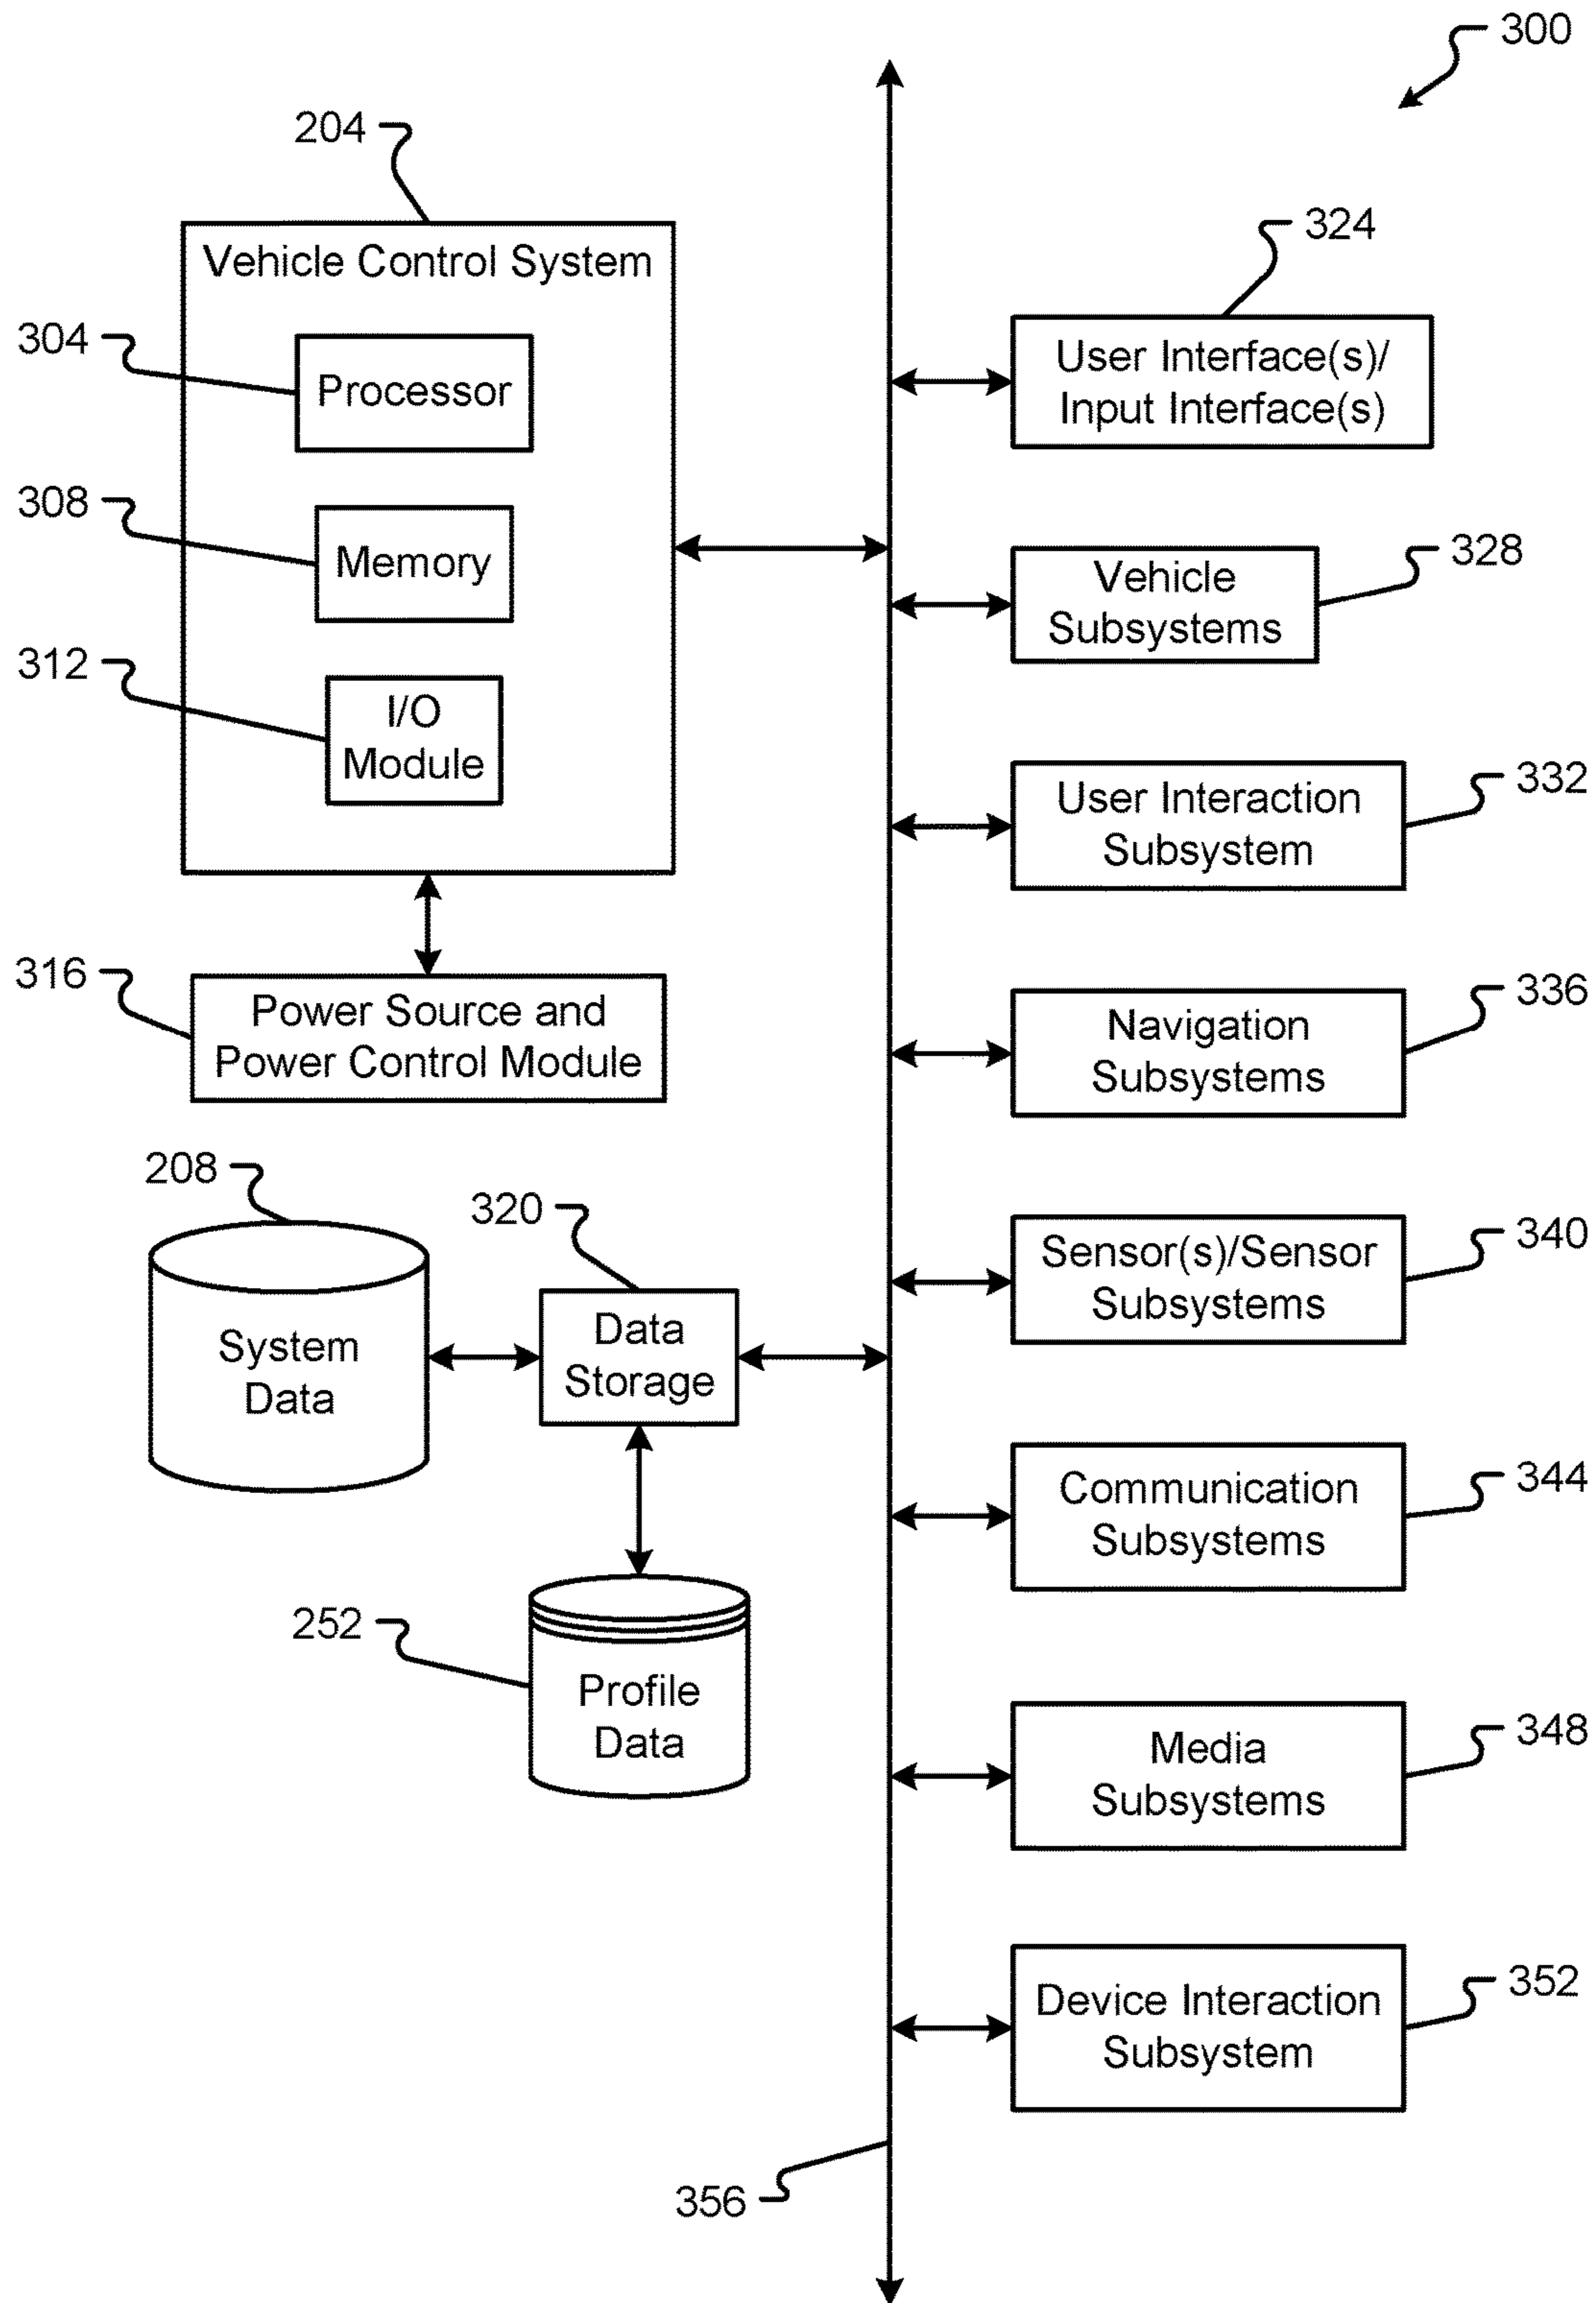 300
204
Vehicle Control System
304
Processor
308
Memory
312
I/O
Module
316
Power Source and
Power Control Module
208
System
Data
320
Data
Storage
252
Profile
Data
324
User Interface(s)/
Input Interface(s)
328
Vehicle
Subsystems
332
User Interaction
Subsystem
336
Navigation
Subsystems
340
Sensor(s)/Sensor
Subsystems
344
Communication
Subsystems
348
Media
Subsystems
352
Device Interaction
Subsystem
356